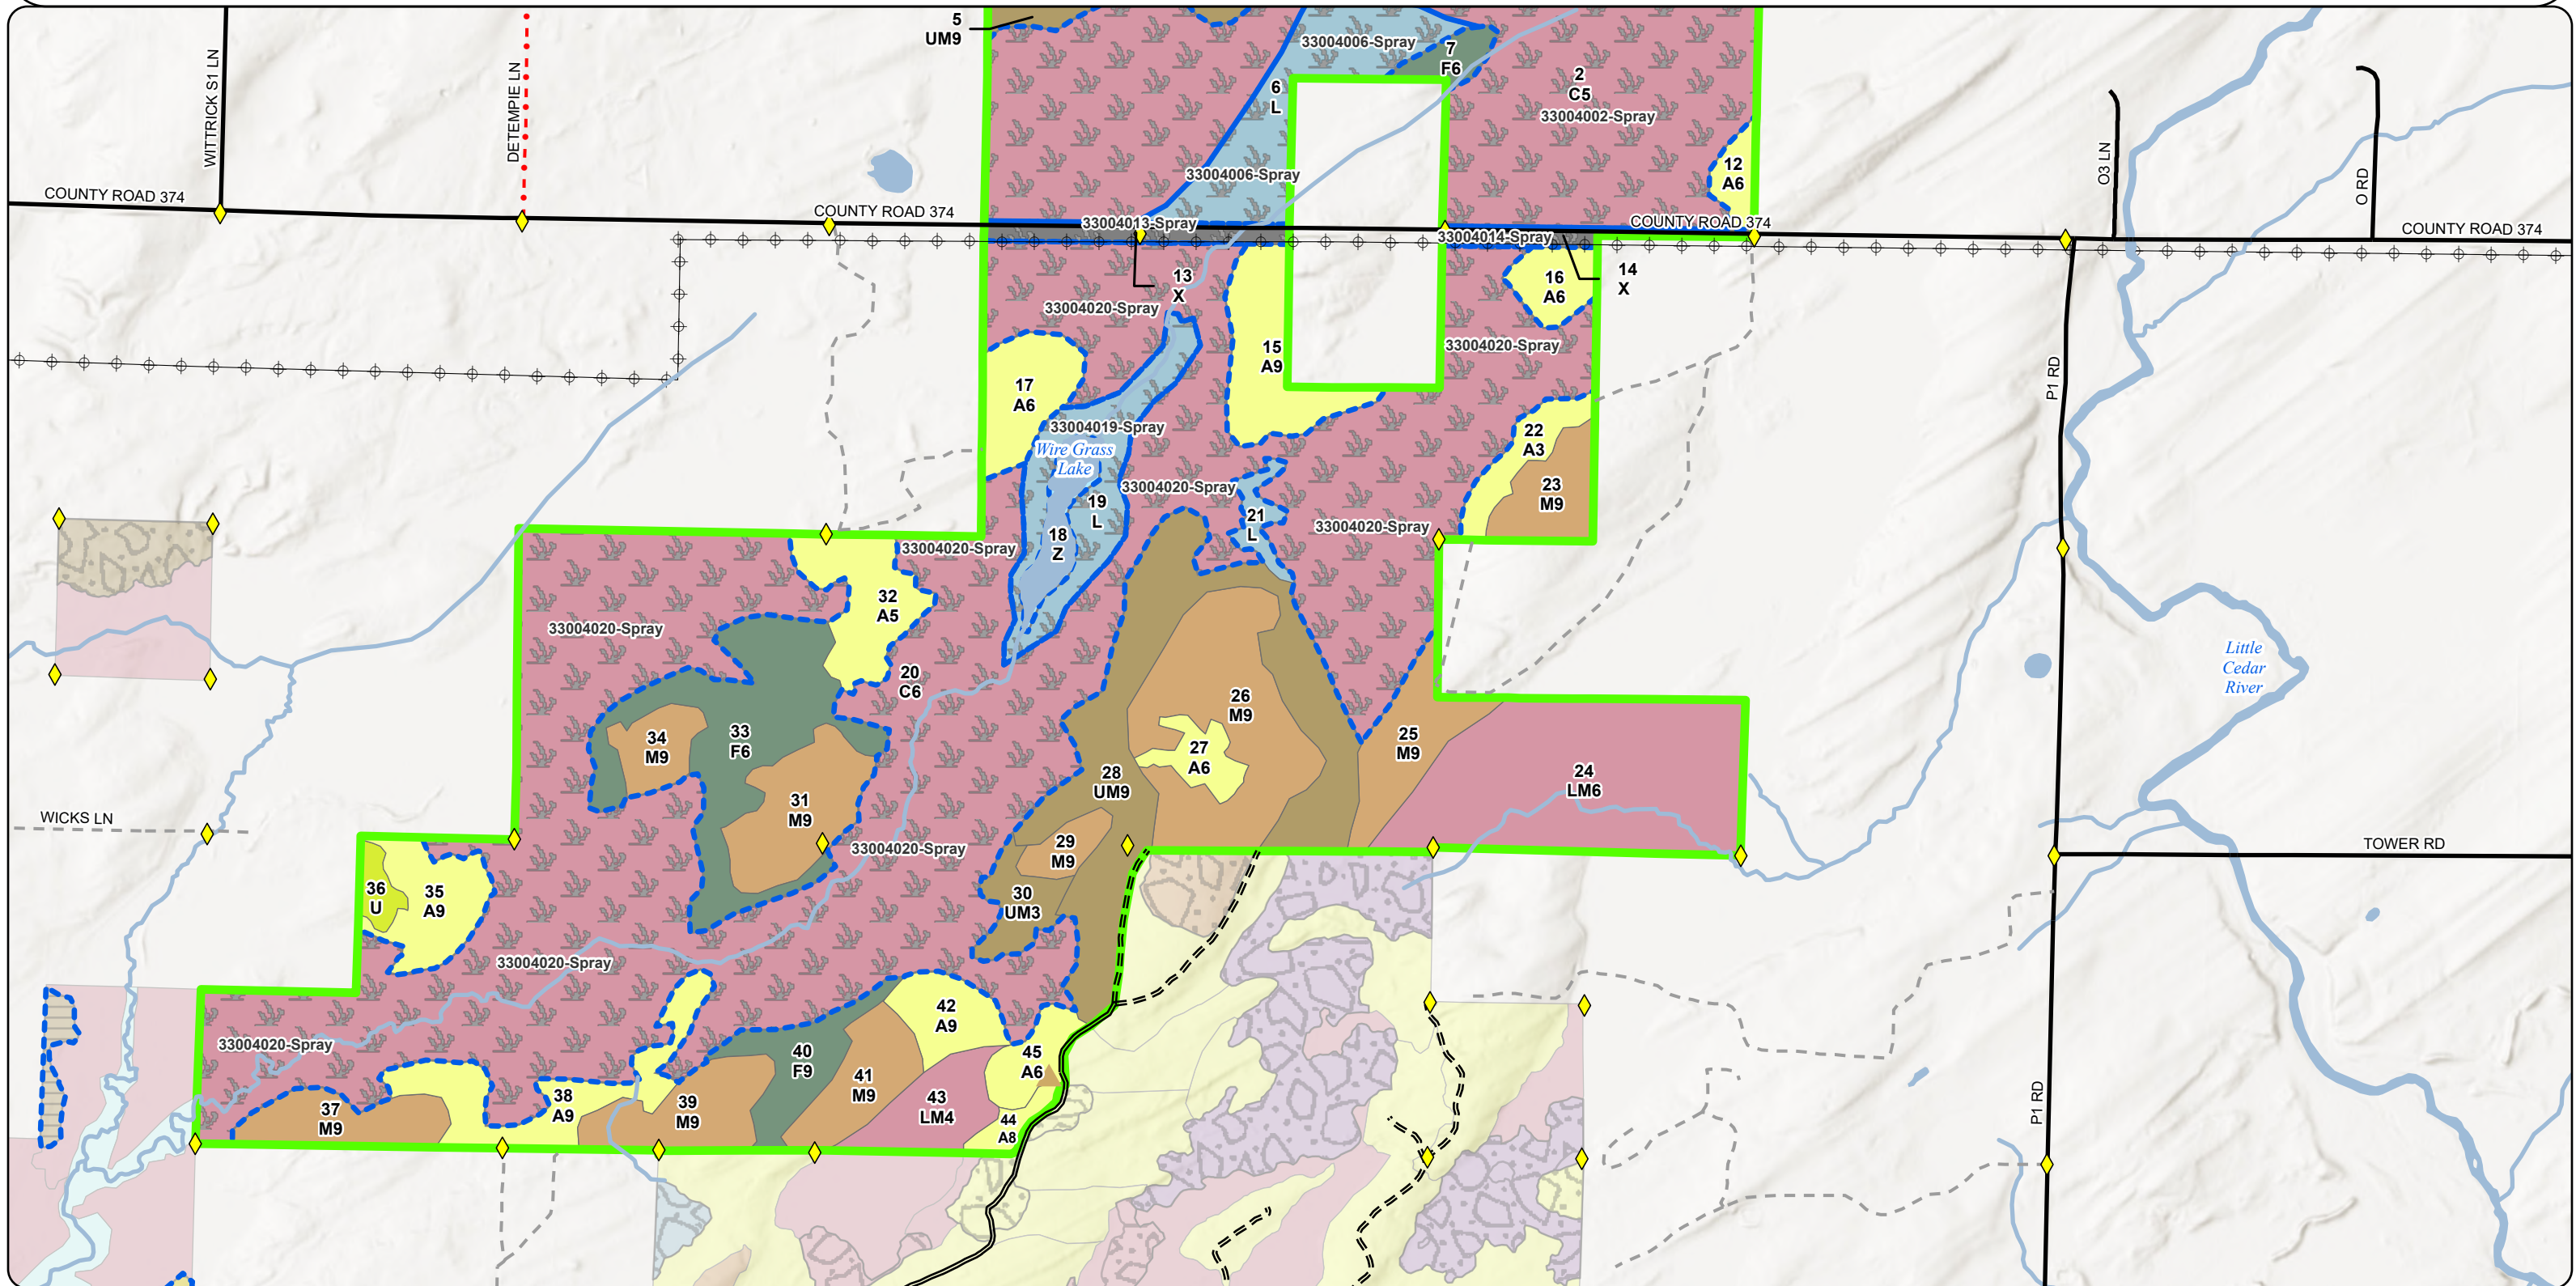 5
UM9
33004006-Spray
7
F6
2
C5
33004002-Spray
6
L
WITTRICK S1 LN
DETEMPIE LN
12
A6
O3 LN
O RD
33004006-Spray
COUNTY ROAD 374
COUNTY ROAD 374
33004013-Spray
COUNTY ROAD 374
COUNTY ROAD 374
33004014-Spray
13
X
16
A6
14
X
33004020-Spray
33004020-Spray
15
A9
17
A6
P1 RD
33004019-Spray
22
A3
Wire Grass
Lake
33004020-Spray
23
M9
19
L
21
L
33004020-Spray
18
Z
33004020-Spray
32
A5
33004020-Spray
Little
Cedar
River
20
C6
26
M9
34
M9
33
F6
25
M9
27
A6
28
UM9
24
LM6
31
M9
WICKS LN
29
M9
33004020-Spray
TOWER RD
36
U
35
A9
30
UM3
33004020-Spray
42
A9
33004020-Spray
40
F9
45
A6
41
M9
43
LM4
38
A9
39
M9
37
M9
44
A8
P1 RD